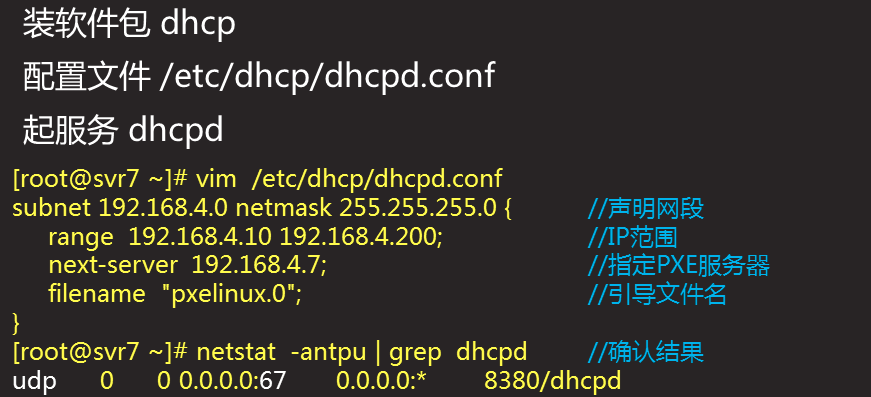 装软件包 dhcp
配置文件 /etc/dhcp/dhcpd.conf
起服务 dhcpd
[root@svr7 ~]# vim  /etc/dhcp/dhcpd.conf
subnet 192.168.4.0 netmask 255.255.255.0 {  //声明网段
range  192.168.4.10 192.168.4.200;  //IP范围
next-server  192.168.4.7;  //指定PXE服务器
filename  "pxelinux.0";  //引导文件名
}
[root@svr7 ~]# netstat  -antpu | grep  dhcpd  //确认结果
udp  0  0 0.0.0.0:67  0.0.0.0:*  8380/dhcpd